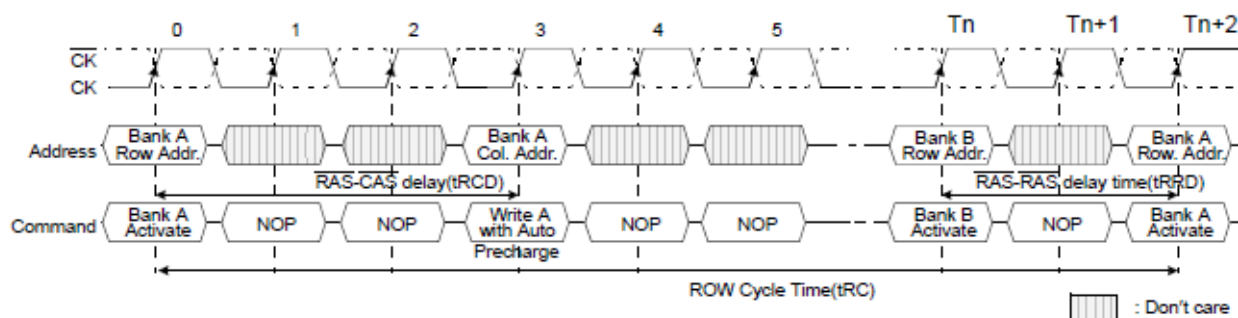 0 1 2 3 4 5 Tn Tn+1 Tn+2
CK
CK
Address
Bank A
Row Addr.
Bank A
Col. Addr.
Bank B
Row Addr.
Bank A
Row. Addr.
RAS-CAS delay(tRCD)
RAS-RAS delay time(tRRD)
Command
Bank A
Activate
NOP
NOP
Write A
with Auto
Precharge
NOP
NOP
Bank B
Activate
NOP
Bank A
Activate
ROW Cycle Time(tRC)
: Don't care